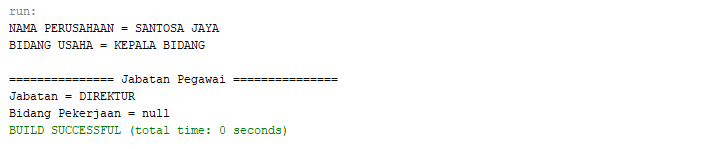 run:
NAMA PERUSAHAAN = SANTOSA JAYA
BIDANG USAHA = KEPALA BIDANG
=============== Jabatan Pegawai ===============
Jabatan = DIREKTUR
Bidang Pekerjaan = null
BUILD SUCCESSFUL (total time: 0 seconds)